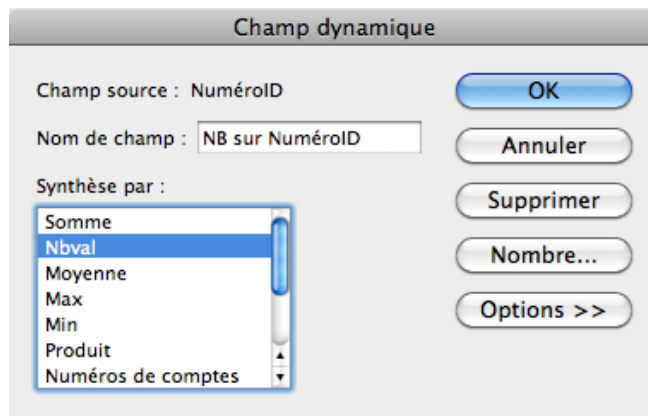 Champ dynamique
Champ source : NuméroID
Nom de champ : NB sur NuméroID
Synthèse par :
Somme
Nbval
Moyenne
Max
Min
Produit
Numéros de comptes
OK
Annuler
Supprimer
Nombre...
Options >>